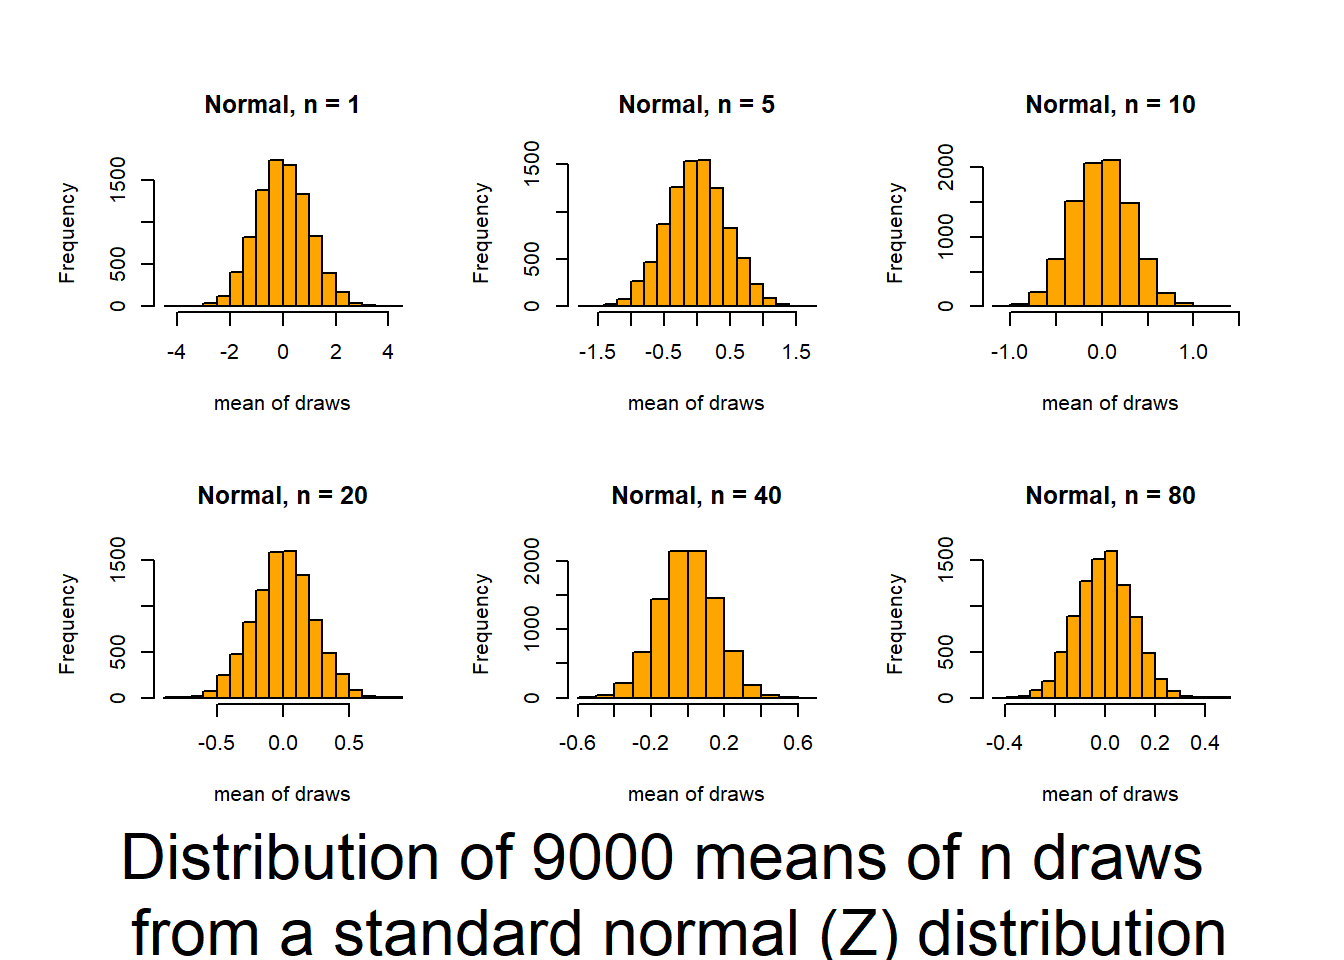 Normal, n = 1
Frequency
0 500 1500
-4 -2 0 2 4
mean of draws
Normal, n = 5
Frequency
0 500 1500
-1.5 -0.5 0.5 1.5
mean of draws
Normal, n = 10
Frequency
0 1000 2000
-1.0 0.0 1.0
mean of draws
Normal, n = 20
Frequency
0 500 1500
-0.5 0.0 0.5
mean of draws
Normal, n = 40
Frequency
0 1000 2000
-0.6 -0.2 0.2 0.6
mean of draws
Normal, n = 80
Frequency
0 500 1500
-0.4 0.0 0.2 0.4
mean of draws
Distribution of 9000 means of n draws
from a standard normal (Z) distribution